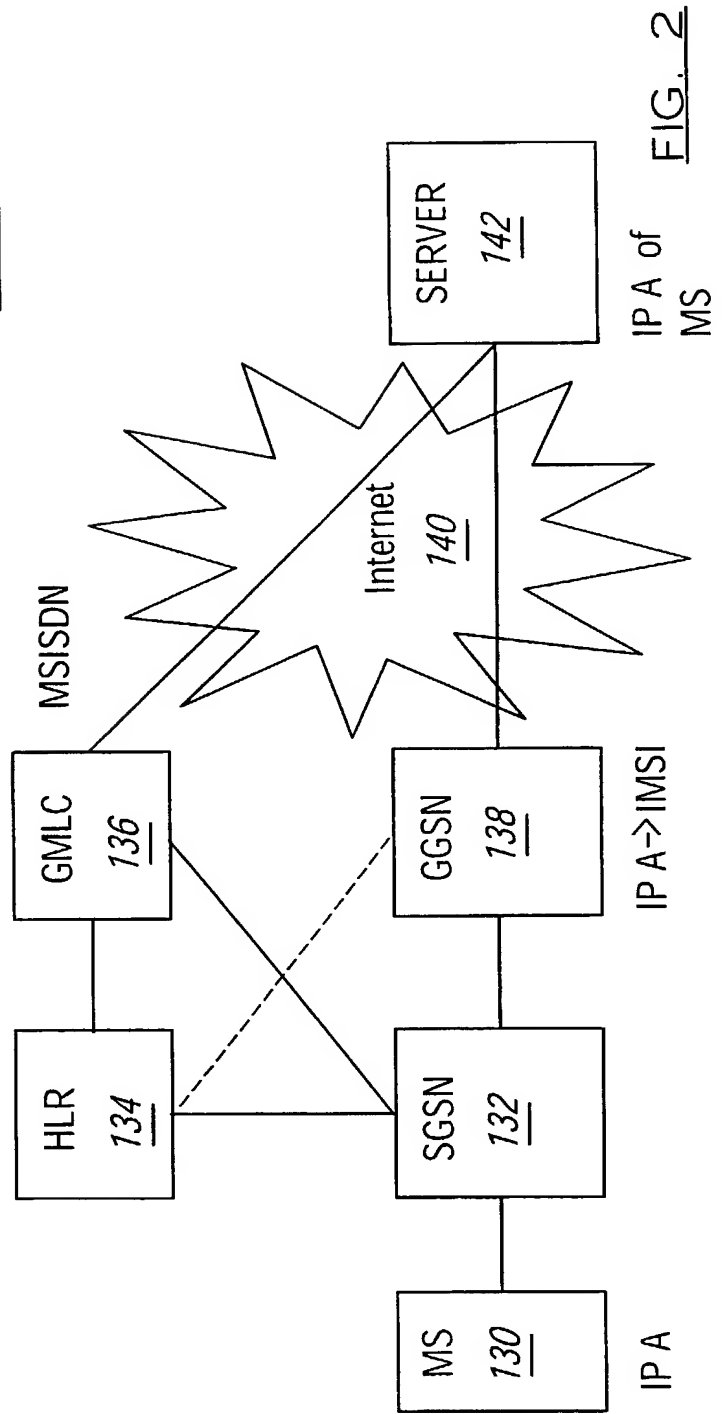 MSISDN
HLR
134
GMLC
136
Internet
140
SERVER
142
IP A of
MS
MS
130
IP A
SGSN
132
GGSN
138
IP A->IMSI
FIG. 2